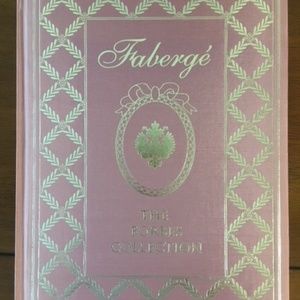 Fabergé
THE
FORBES
COLLECTION